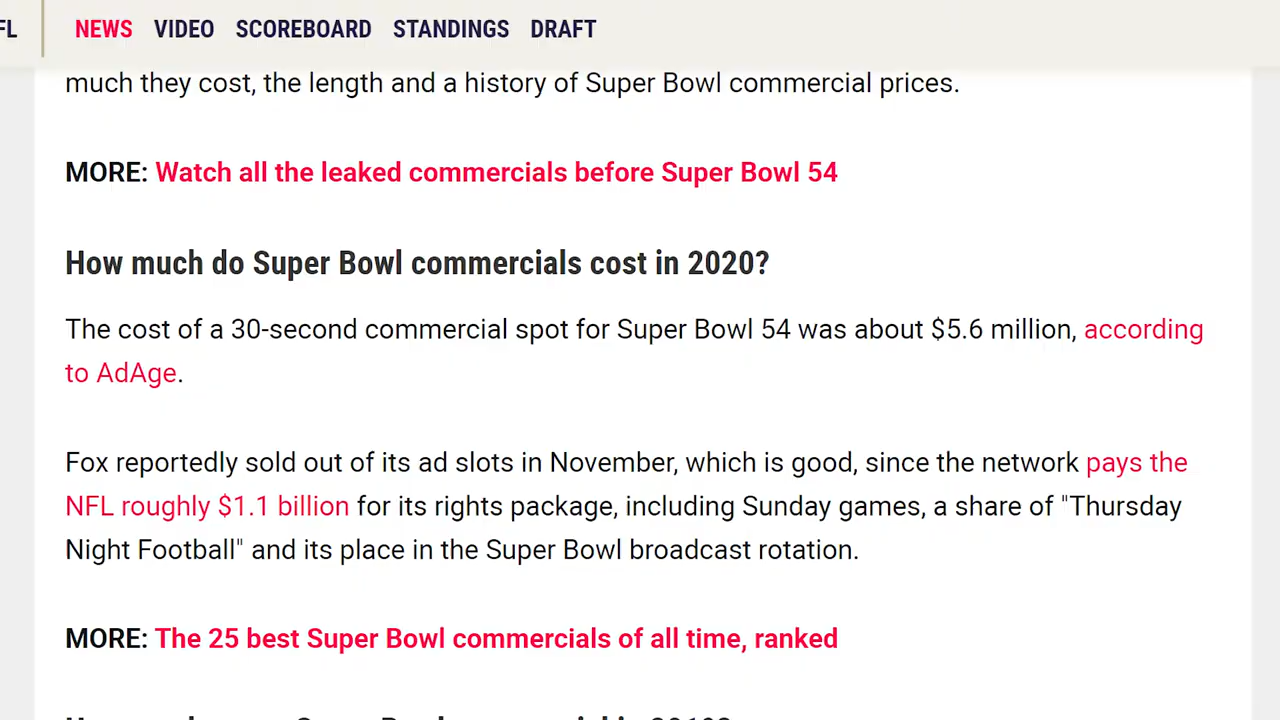 FL NEWS VIDEO SCOREBOARD STANDINGS DRAFT
much they cost, the length and a history of Super Bowl commercial prices.
MORE: Watch all the leaked commercials before Super Bowl 54
How much do Super Bowl commercials cost in 2020?
The cost of a 30-second commercial spot for Super Bowl 54 was about $5.6 million, according
to AdAge.
Fox reportedly sold out of its ad slots in November, which is good, since the network pays the
NFL roughly $1.1 billion for its rights package, including Sunday games, a share of "Thursday
Night Football" and its place in the Super Bowl broadcast rotation.
MORE: The 25 best Super Bowl commercials of all time, ranked